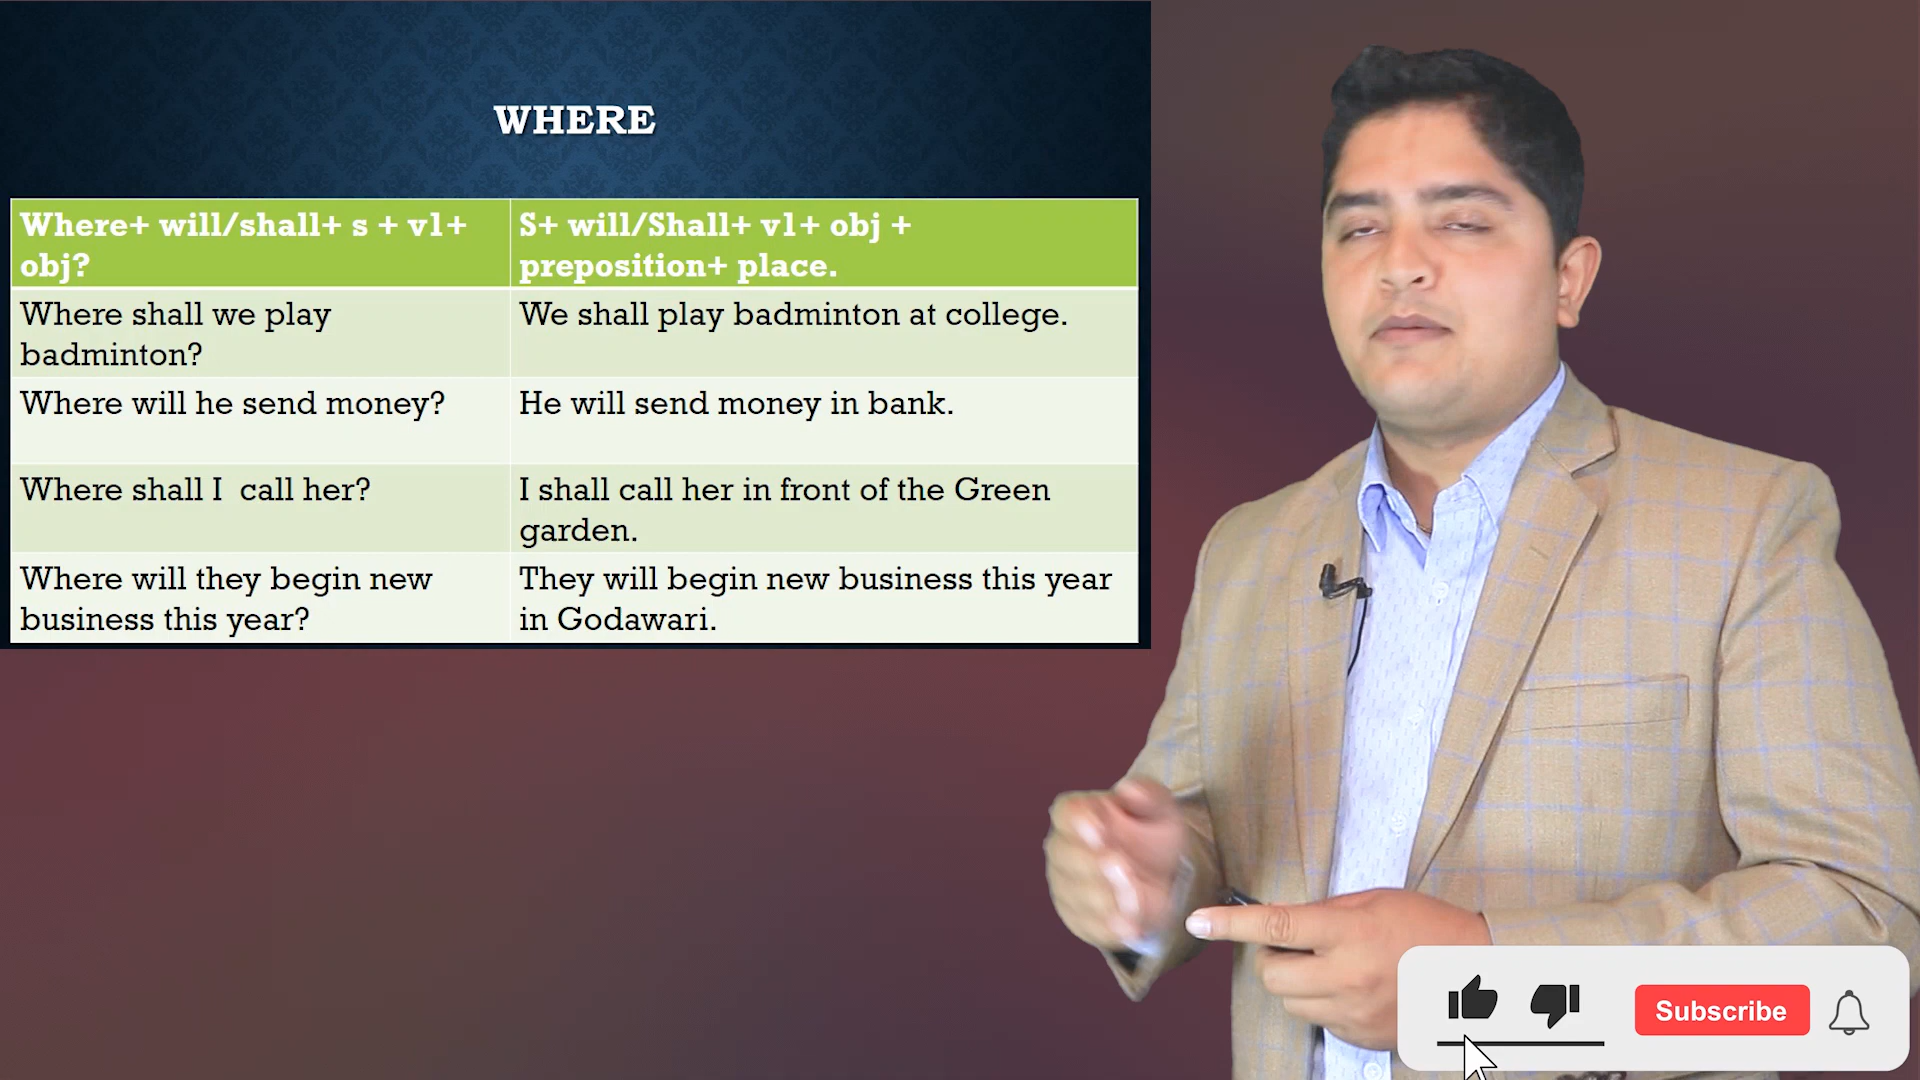 WHERE
Where+ will/shall+ s + v1+
obj?
S+ will/Shall+ v1+ obj +
preposition+ place.
Where shall we play
badminton?
We shall play badminton at college.
Where will he send money?
He will send money in bank.
Where shall I  call her?
I shall call her in front of the Green
garden.
Where will they begin new
business this year?
They will begin new business this year
in Godawari.
Subscribe